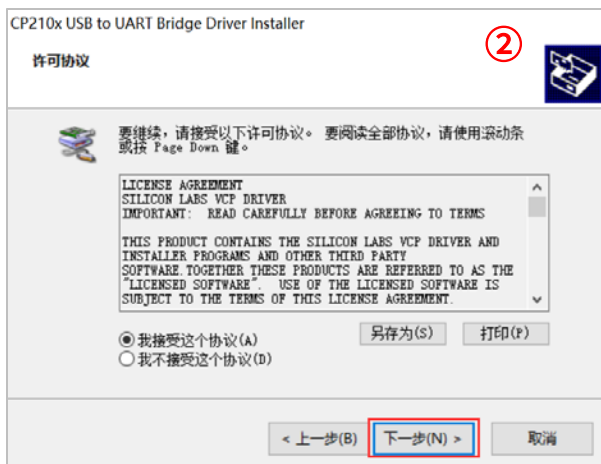 CP210x USB to UART Bridge Driver Installer
②
许可协议
要继续，请接受以下许可协议。 要阅读全部协议，请使用滚动条
或按 Page Down 键。
LICENSE AGREEMENT
SILICON LABS VCP DRIVER
IMPORTANT:  READ CAREFULLY BEFORE AGREEING TO TERMS
THIS PRODUCT CONTAINS THE SILICON LABS VCP DRIVER AND
INSTALLER PROGRAMS AND OTHER THIRD PARTY
SOFTWARE.TOGETHER THESE PRODUCTS ARE REFERRED TO AS THE
"LICENSED SOFTWARE".  USE OF THE LICENSED SOFTWARE IS
SUBJECT TO THE TERMS OF THIS LICENSE AGREEMENT.
我接受这个协议(A)
另存为(S)
打印(P)
我不接受这个协议(D)
< 上一步(B)
下一步(N) >
取消